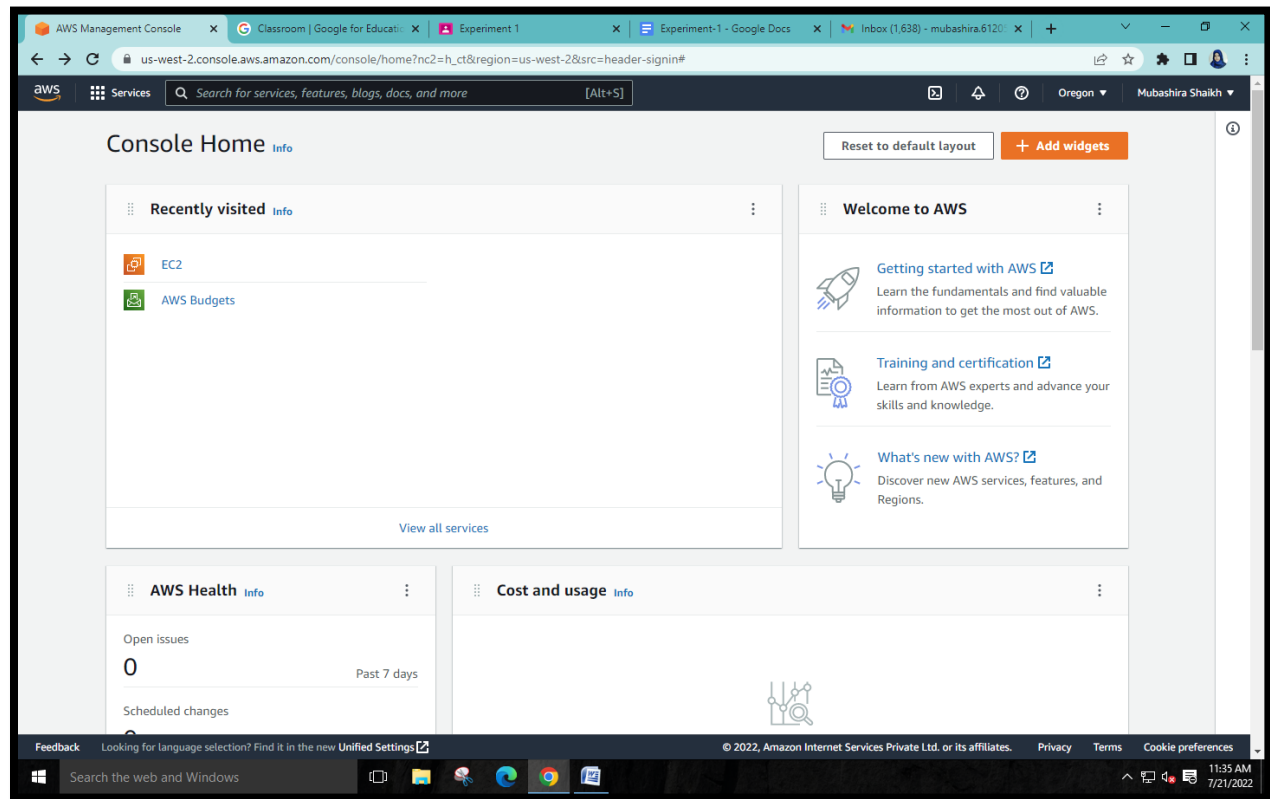 AWS Management Console
Classroom | Google for Educatio
Experiment 1
Experiment-1 - Google Docs
Inbox (1,638) - mubashira.6120
us-west-2.console.aws.amazon.com/console/home?nc2=h_ct&region=us-west-2&src=header-signin#
aws
Services
Search for services, features, blogs, docs, and more
[Alt+S]
Oregon
Mubashira Shaikh
Console Home Info
Reset to default layout
+ Add widgets
Recently visited Info
EC2
AWS Budgets
View all services
Welcome to AWS
Getting started with AWS
Learn the fundamentals and find valuable
information to get the most out of AWS.
Training and certification
Learn from AWS experts and advance your
skills and knowledge.
What's new with AWS?
Discover new AWS services, features, and
Regions.
AWS Health Info
Open issues
0
Past 7 days
Scheduled changes
Cost and usage Info
Feedback
Looking for language selection? Find it in the new Unified Settings
© 2022, Amazon Internet Services Private Ltd. or its affiliates.
Privacy
Terms
Cookie preferences
Search the web and Windows
11:35 AM
7/21/2022